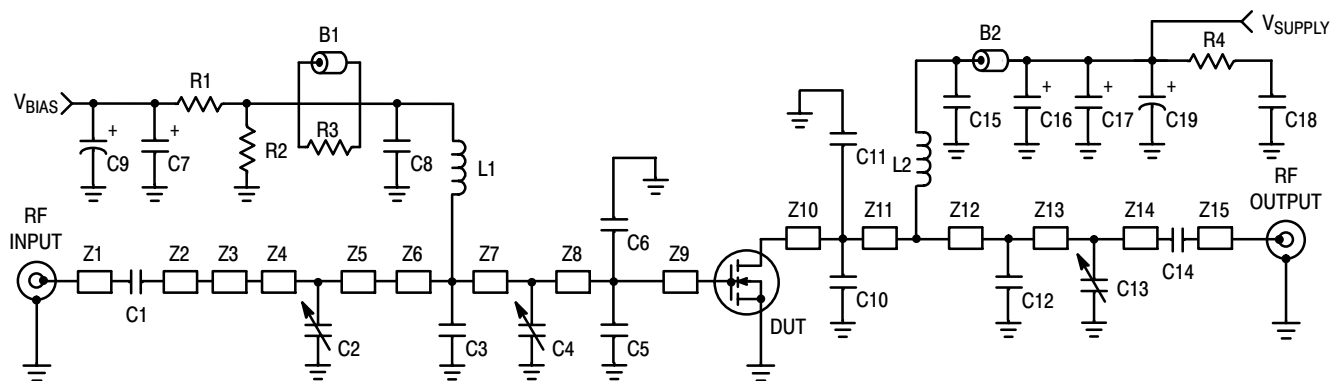 B1
B2
V_SUPPLY
R4
R1
V_BIAS
+
+
R3
R2
C9
C7
C8
L1
C15
+
C16
+
C17
+
C19
C18
C11
L2
RF
INPUT
C6
RF
OUTPUT
Z10
Z11
Z12
Z13
Z14
Z15
Z1
Z2
Z3
Z4
Z5
Z6
Z7
Z8
Z9
C1
C2
C3
C4
C5
DUT
C10
C12
C13
C14